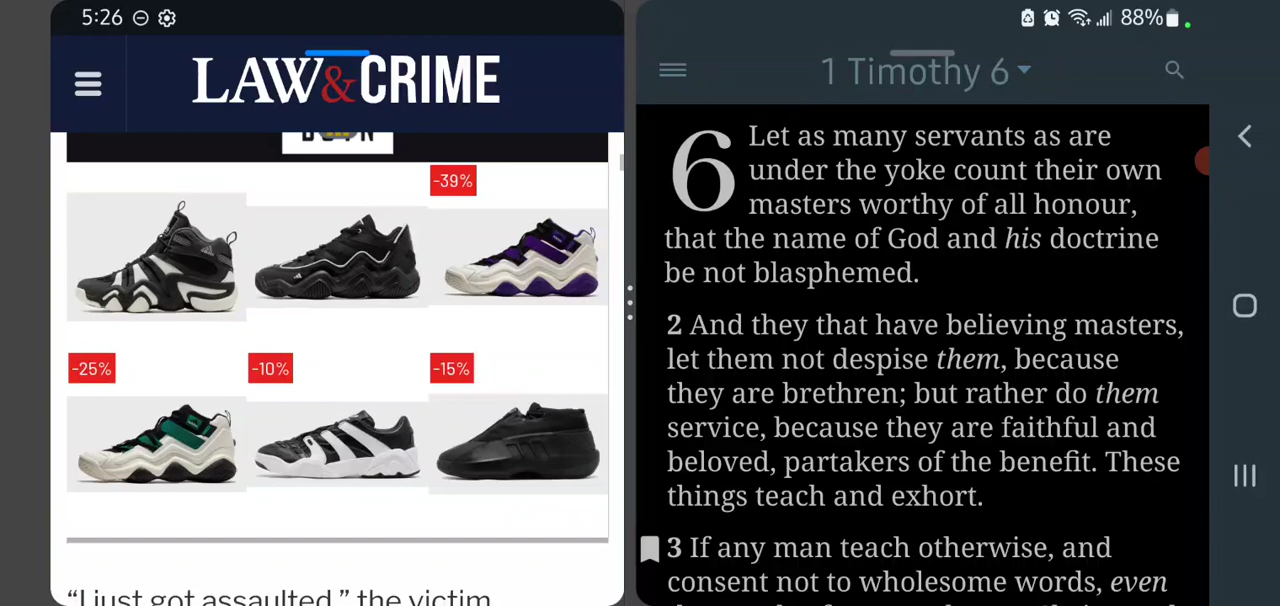 5:26
88%
LAW&CRIME
-39%
-25%
-10%
-15%
“I just got assaulted,” the victim
1 Timothy 6
6 Let as many servants as are
under the yoke count their own
masters worthy of all honour,
that the name of God and his doctrine
be not blasphemed.
2 And they that have believing masters,
let them not despise them, because
they are brethren; but rather do them
service, because they are faithful and
beloved, partakers of the benefit. These
things teach and exhort.
3 If any man teach otherwise, and
consent not to wholesome words, even